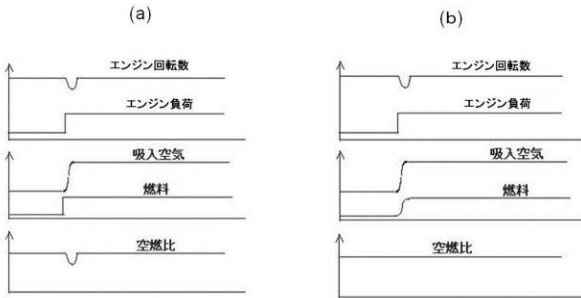 (a)
エンジン回転数
エンジン負荷
吸入空気
燃料
空燃比
(b)
エンジン回転数
エンジン負荷
吸入空気
燃料
空燃比